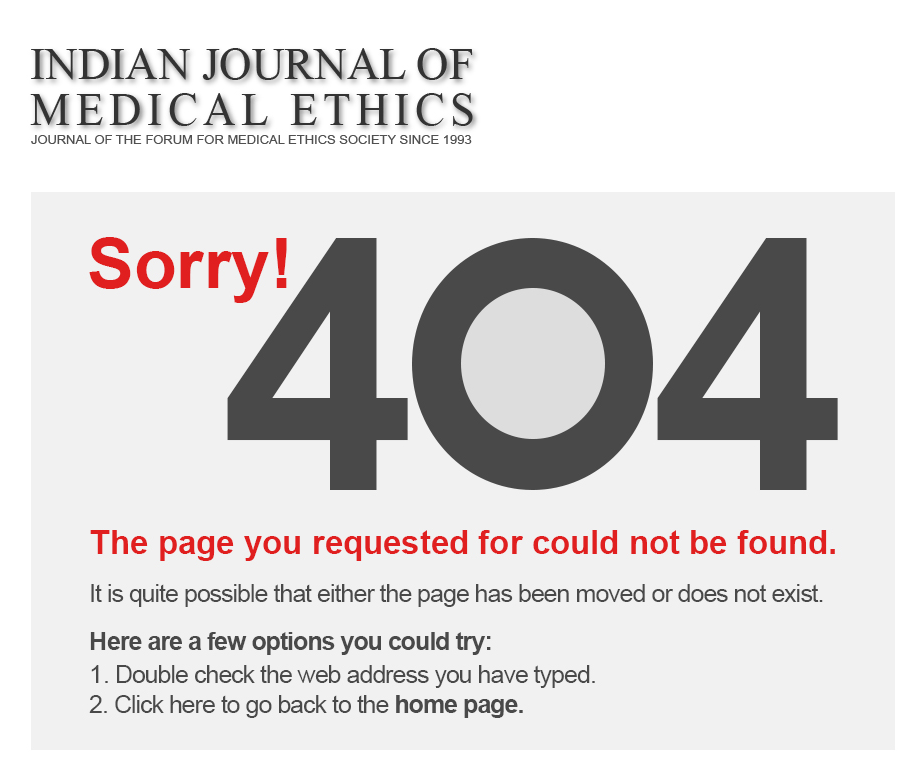 INDIAN JOURNAL OF
MEDICAL ETHICS
JOURNAL OF THE FORUM FOR MEDICAL ETHICS SOCIETY SINCE 1993
Sorry!
404
The page you requested for could not be found.
It is quite possible that either the page has been moved or does not exist.
Here are a few options you could try:
1. Double check the web address you have typed.
2. Click here to go back to the home page.